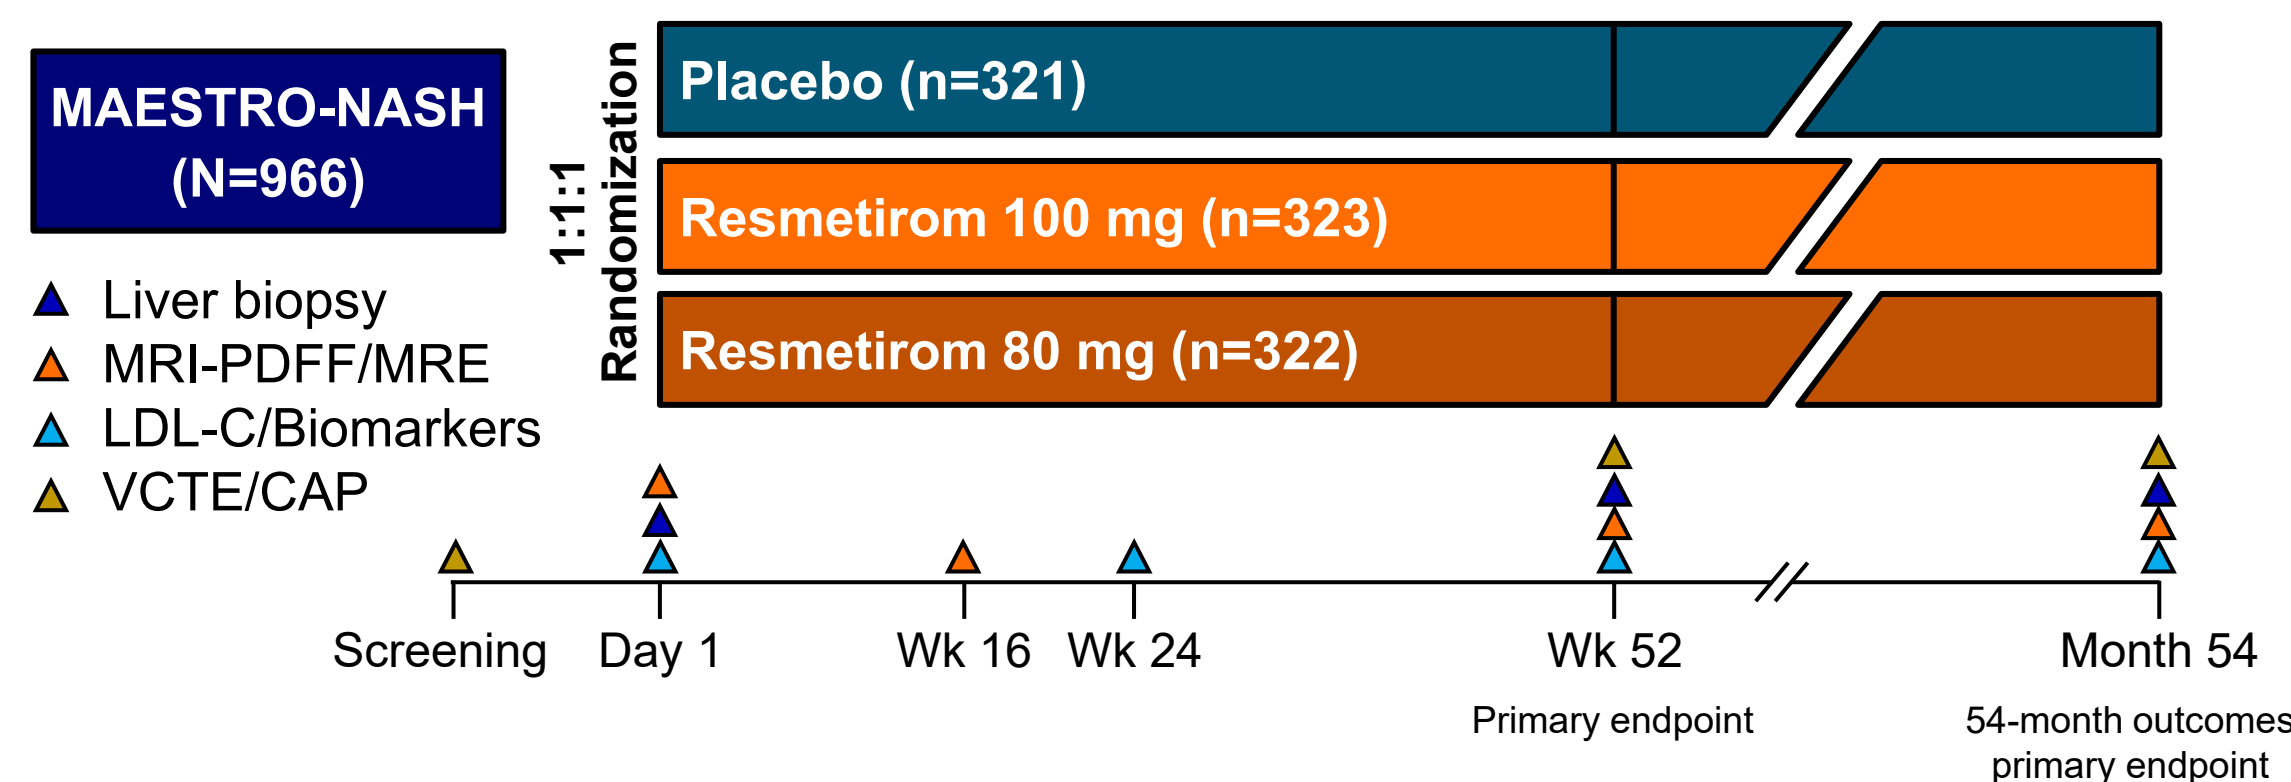 MAESTRO-NASH
(N=966)
Liver biopsy
MRI-PDFF/MRE
LDL-C/Biomarkers
VCTE/CAP
1:1:1
Randomization
Placebo (n=321)
Resmetirom 100 mg (n=323)
Resmetirom 80 mg (n=322)
Screening
Day 1
Wk 16
Wk 24
Wk 52
Month 54
Primary endpoint
54-month outcomes
primary endpoint